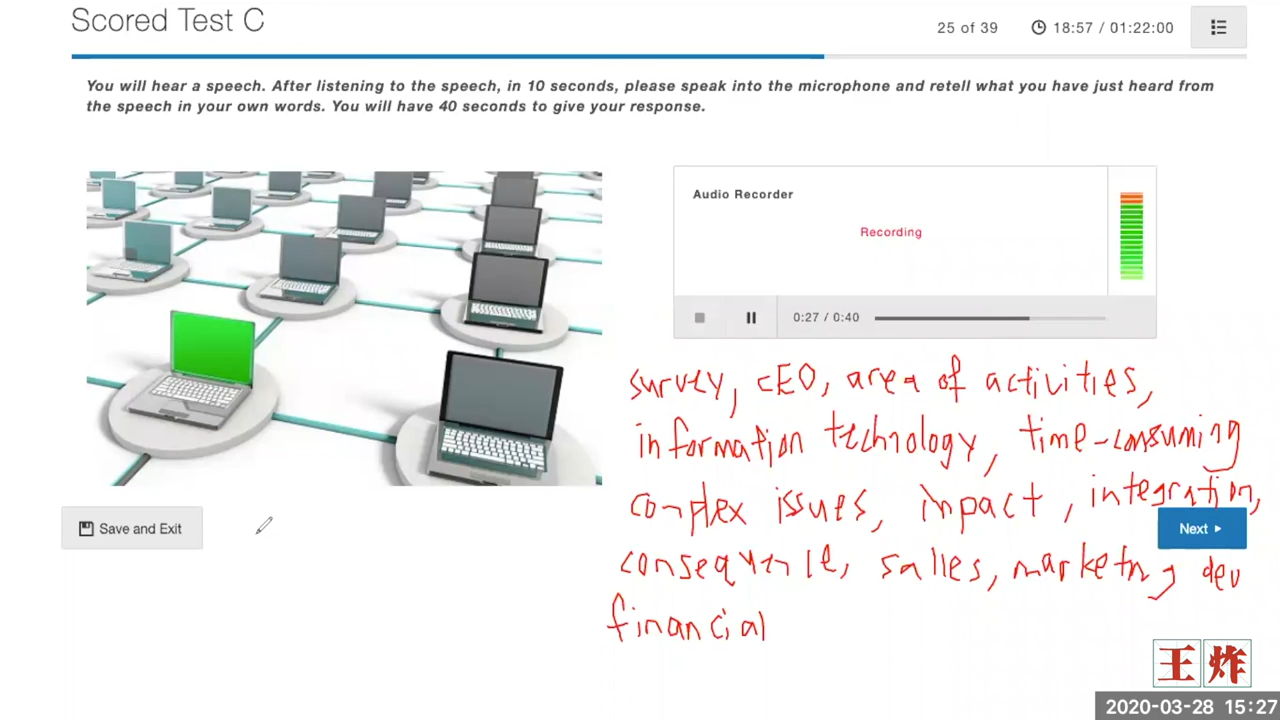 Scored Test C
25 of 39
18:57 / 01:22:00
You will hear a speech. After listening to the speech, in 10 seconds, please speak into the microphone and retell what you have just heard from
the speech in your own words. You will have 40 seconds to give your response.
Audio Recorder
Recording
0:27 / 0:40
survey, CEO, area of activities,
information technology, time-consuming
complex issues, impact, integration,
Save and Exit
Next
consequence, sales, marketing dev
financial
王炸
2020-03-28 15:27